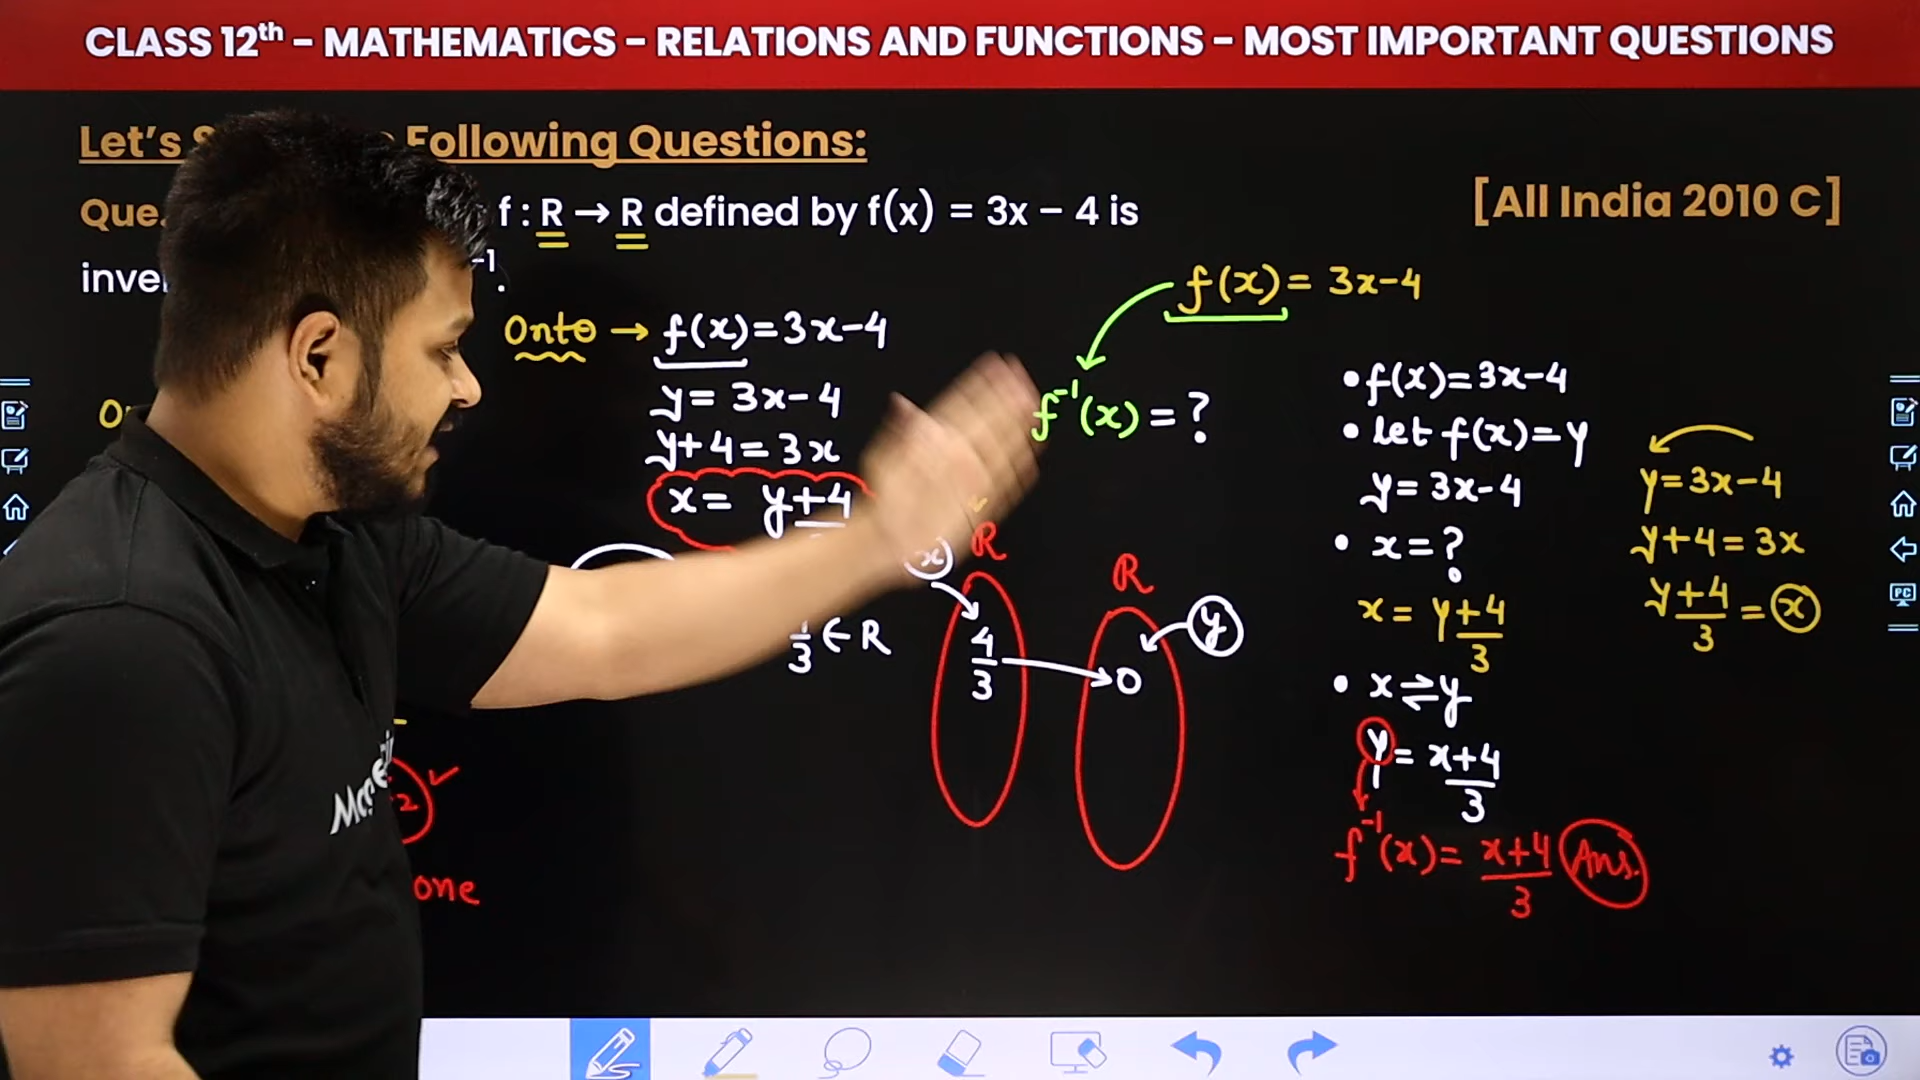 CLASS 12th – MATHEMATICS – RELATIONS AND FUNCTIONS – MOST IMPORTANT QUESTIONS
Let's Following Questions:
[All India 2010 C]
Que. f : R → R defined by f(x) = 3x – 4 is
-1.
f(x) = 3x-4
Onto → f(x)=3x-4
y = 3x-4
y+4 = 3x
x = y+4
f⁻¹(x) = ?
•f(x)=3x-4
• let f(x)=y
y=3x-4
• x=?
x = y+4/3
• x⇌y
y = x+4/3
f⁻¹(x) = x+4/3 Ans.
y=3x-4
y+4=3x
y+4/3 = x
x
R
R
y
4/3 → 0
/3 ∈ R
2
one
PC